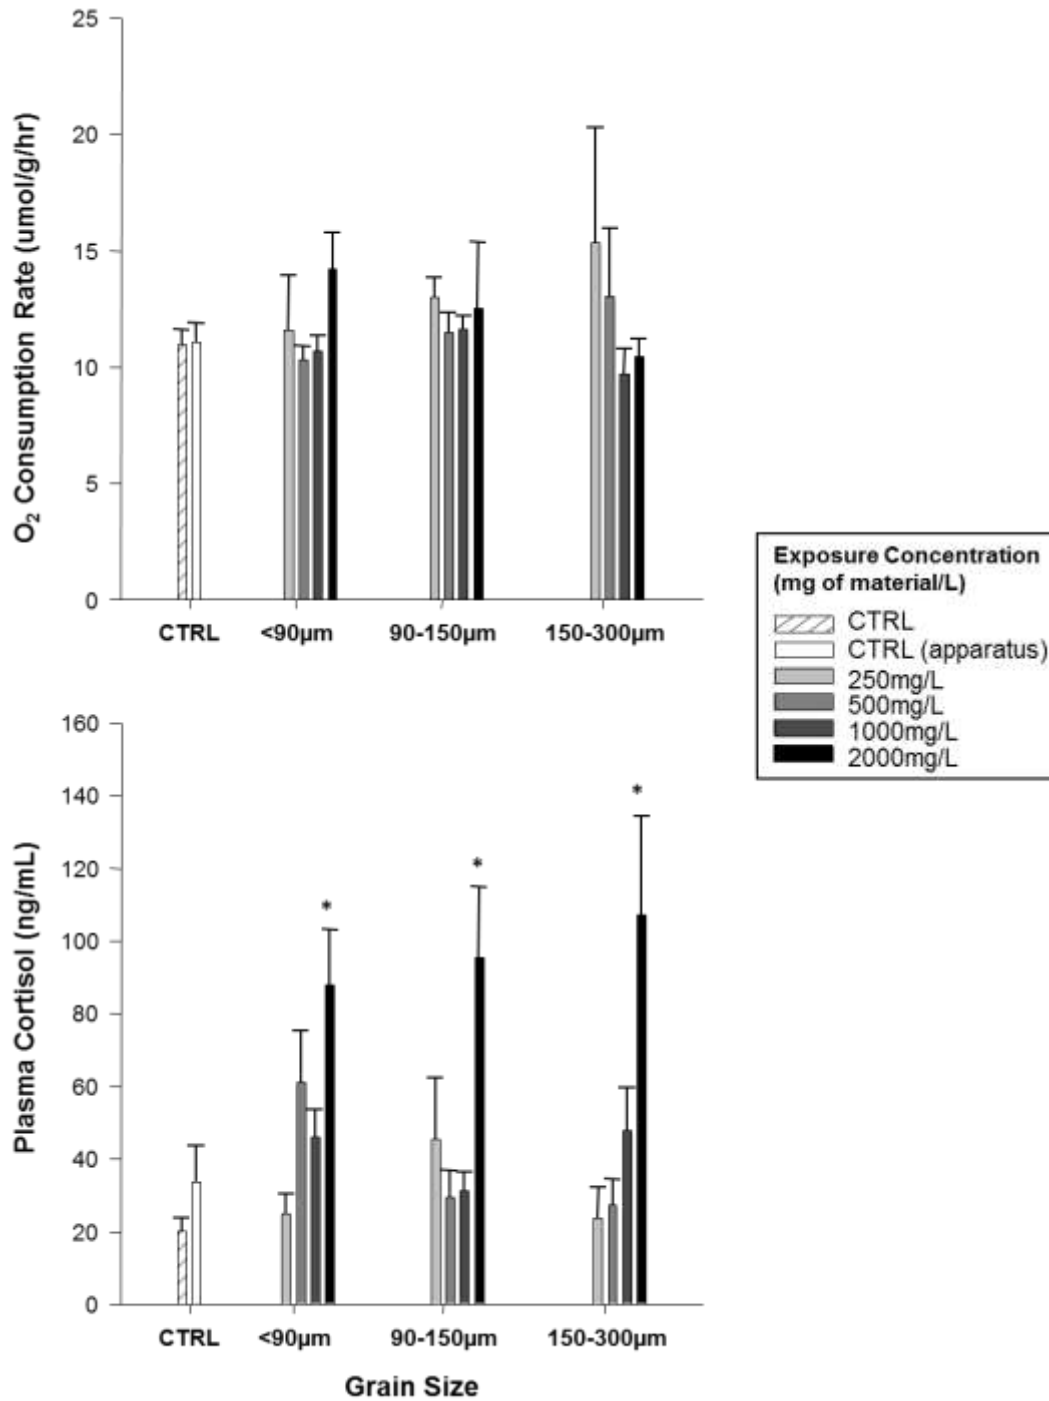 25
20
15
10
5
0
O₂ Consumption Rate (umol/g/hr)
CTRL <90µm 90-150µm 150-300µm
Exposure Concentration
(mg of material/L)
CTRL
CTRL (apparatus)
250mg/L
500mg/L
1000mg/L
2000mg/L
160
140
120
100
80
60
40
20
0
Plasma Cortisol (ng/mL)
*
*
*
CTRL <90µm 90-150µm 150-300µm
Grain Size